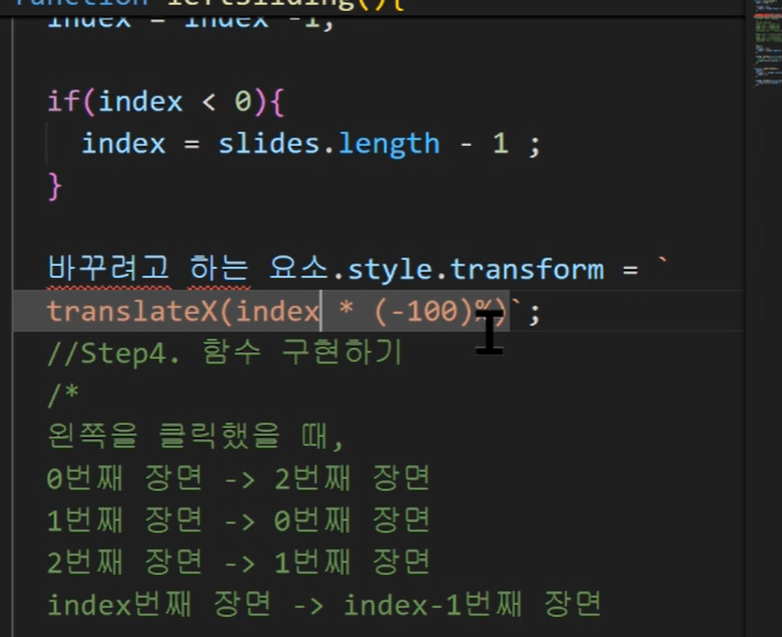 function leftSliding(){
index = index -1;
if(index < 0){
index = slides.length - 1 ;
}
바꾸려고 하는 요소.style.transform = `
translateX(index * (-100)%)`;
//Step4. 함수 구현하기
/*
왼쪽을 클릭했을 때,
0번째 장면 -> 2번째 장면
1번째 장면 -> 0번째 장면
2번째 장면 -> 1번째 장면
index번째 장면 -> index-1번째 장면